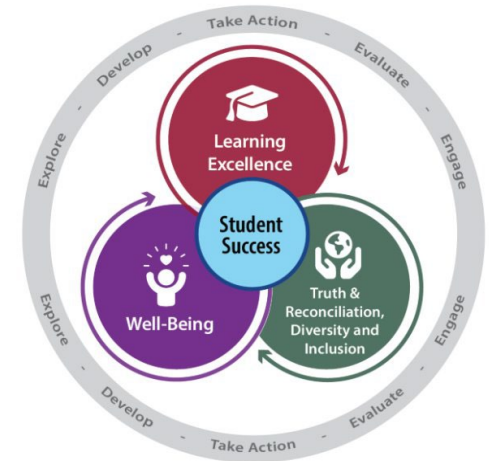 Explore - Develop - Take Action - Evaluate - Engage
Learning
Excellence
Student
Success
Well-Being
Truth &
Reconciliation,
Diversity and
Inclusion
Explore - Develop - Take Action - Evaluate - Engage